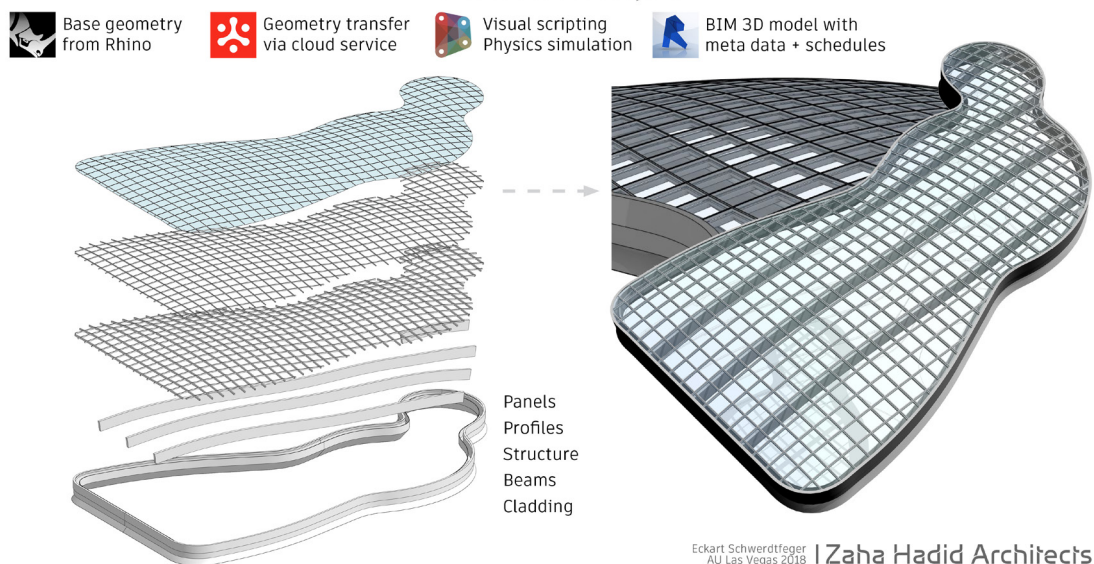 Base geometry
from Rhino
Geometry transfer
via cloud service
Visual scripting
Physics simulation
BIM 3D model with
meta data + schedules
Panels
Profiles
Structure
Beams
Cladding
Eckart Schwerdtfeger
AU Las Vegas 2018
Zaha Hadid Architects